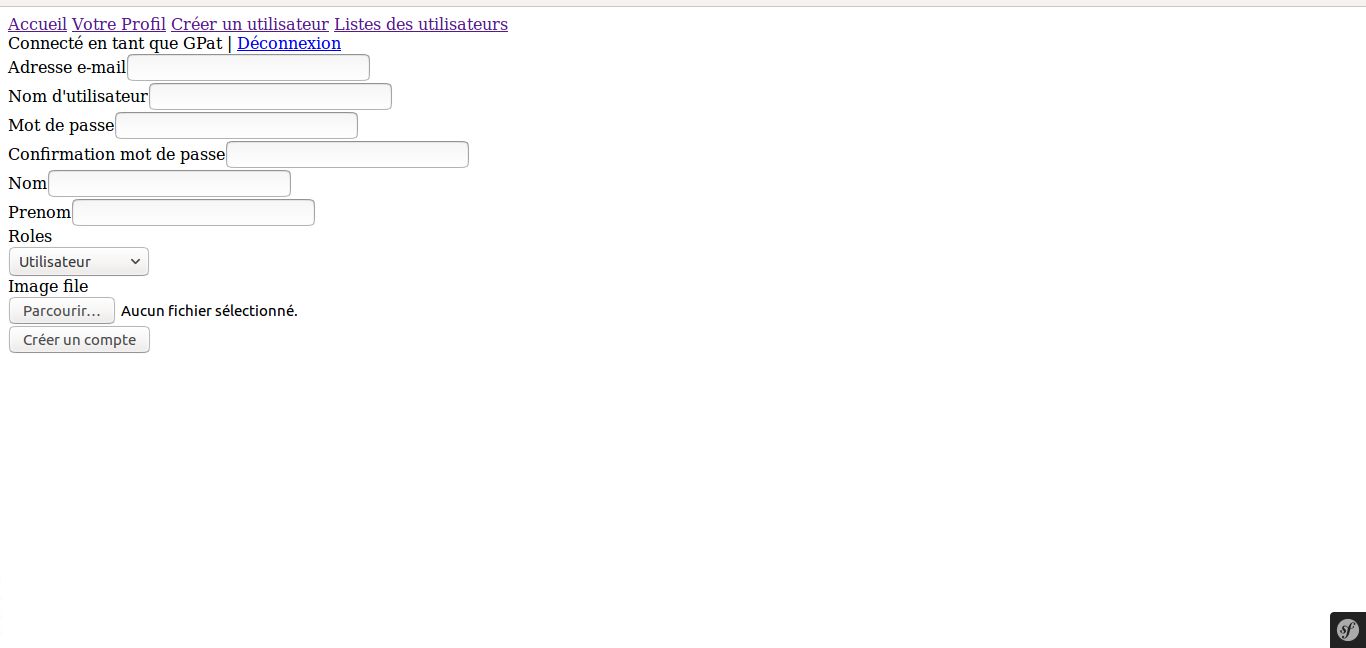 Accueil Votre Profil Créer un utilisateur Listes des utilisateurs
Connecté en tant que GPat | Déconnexion
Adresse e-mail
Nom d'utilisateur
Mot de passe
Confirmation mot de passe
Nom
Prenom
Roles
Utilisateur
Image file
Parcourir... Aucun fichier sélectionné.
Créer un compte
sf